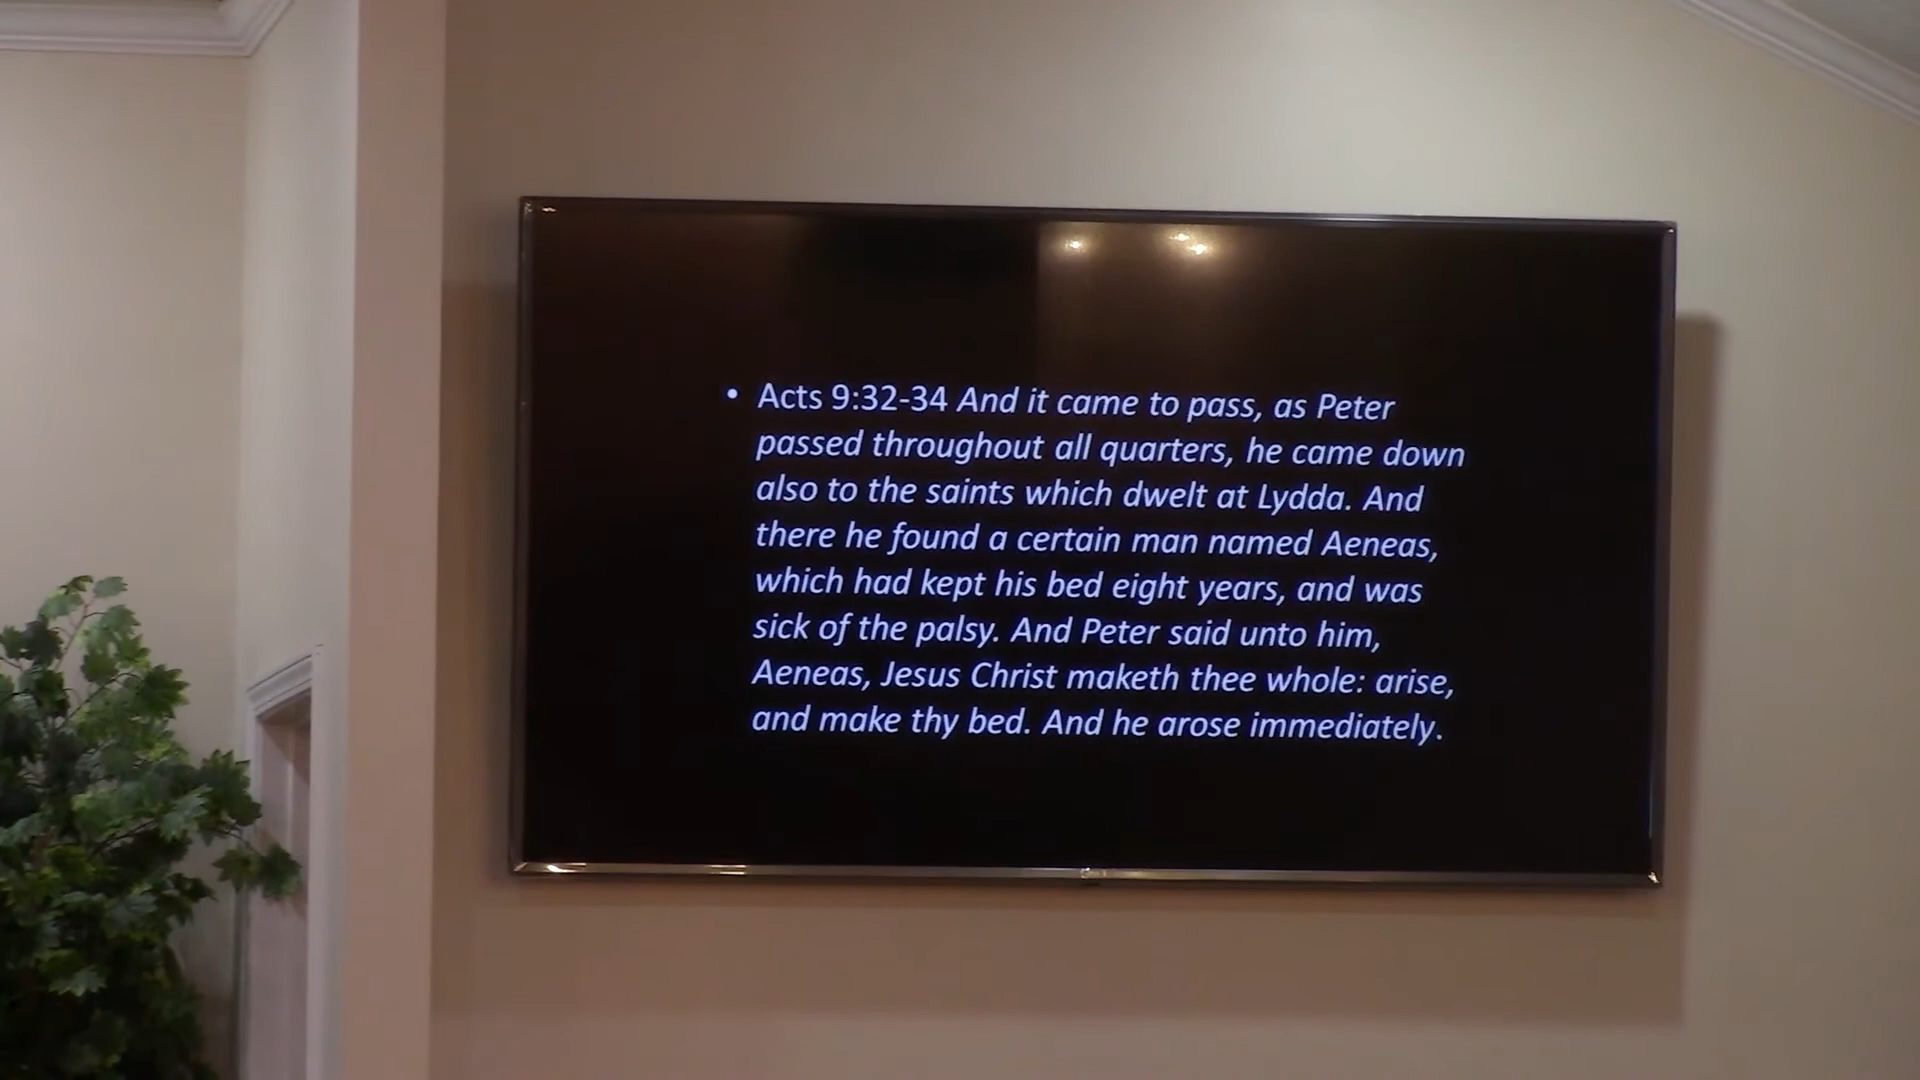 • Acts 9:32-34 And it came to pass, as Peter
passed throughout all quarters, he came down
also to the saints which dwelt at Lydda. And
there he found a certain man named Aeneas,
which had kept his bed eight years, and was
sick of the palsy. And Peter said unto him,
Aeneas, Jesus Christ maketh thee whole: arise,
and make thy bed. And he arose immediately.